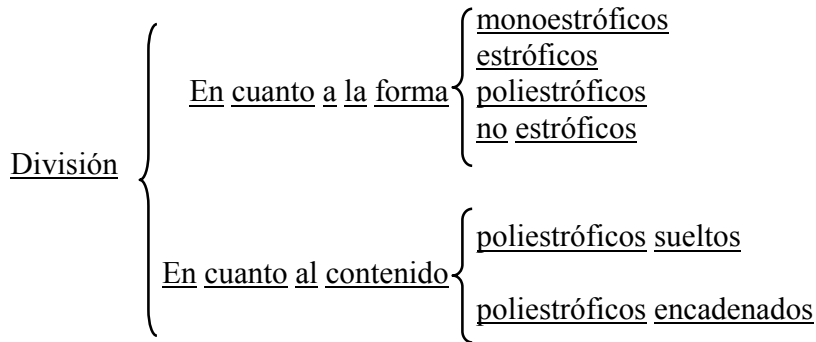 División
En cuanto a la forma
monoestróficos
estróficos
poliestróficos
no estróficos
En cuanto al contenido
poliestróficos sueltos
poliestróficos encadenados